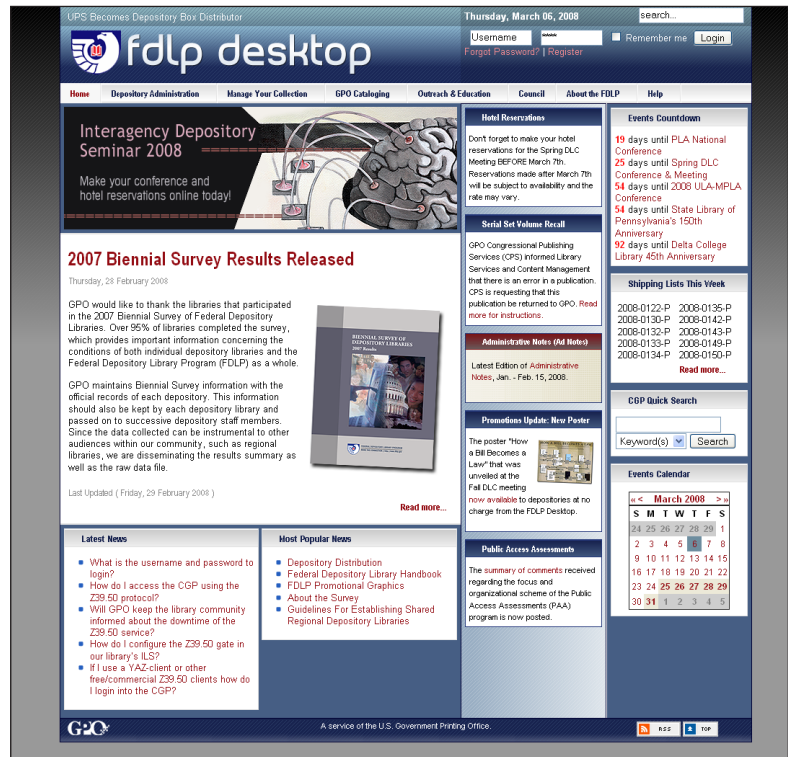 UPS Becomes Depository Box Distributor
Thursday, March 06, 2008
search...
fdlp desktop
Username
Remember me
Login
Forgot Password? | Register
Home
Depository Administration
Manage Your Collection
GPO Cataloging
Outreach & Education
Council
About the FDLP
Help
Interagency Depository
Seminar 2008
Make your conference and
hotel reservations online today!
2007 Biennial Survey Results Released
Thursday, 28 February 2008
GPO would like to thank the libraries that participated
in the 2007 Biennial Survey of Federal Depository
Libraries. Over 95% of libraries completed the survey,
which provides important information concerning the
conditions of both individual depository libraries and the
Federal Depository Library Program (FDLP) as a whole.
GPO maintains Biennial Survey information with the
official records of each depository. This information
should also be kept by each depository library and
passed on to successive depository staff members.
Since the data collected can be instrumental to other
audiences within our community, such as regional
libraries, we are disseminating the results summary as
well as the raw data file.
BIENNIAL SURVEY OF
DEPOSITORY LIBRARIES
2007 Results
Last Updated ( Friday, 29 February 2008 )
Read more...
Latest News
What is the username and password to
login?
How do I access the CGP using the
Z39.50 protocol?
Will GPO keep the library community
informed about the downtime of the
Z39.50 service?
How do I configure the Z39.50 gate in
our library's ILS?
If I use a YAZ-client or other
free/commercial Z39.50 clients how do
I login into the CGP?
Most Popular News
Depository Distribution
Federal Depository Library Handbook
FDLP Promotional Graphics
About the Survey
Guidelines For Establishing Shared
Regional Depository Libraries
Hotel Reservations
Don't forget to make your hotel
reservations for the Spring DLC
Meeting BEFORE March 7th.
Reservations made after March 7th
will be subject to availability and the
rate may vary.
Serial Set Volume Recall
GPO Congressional Publishing
Services (CPS) informed Library
Services and Content Management
that there is an error in a publication.
CPS is requesting that this
publication be returned to GPO. Read
more for instructions.
Administrative Notes (Ad Notes)
Latest Edition of Administrative
Notes, Jan. - Feb. 15, 2008.
Promotions Update: New Poster
The poster "How
a Bill Becomes a
Law" that was
unveiled at the
Fall DLC meeting
now available to depositories at no
charge from the FDLP Desktop.
Public Access Assessments
The summary of comments received
regarding the focus and
organizational scheme of the Public
Access Assessments (PAA)
program is now posted.
Events Countdown
19 days until PLA National
Conference
25 days until Spring DLC
Conference & Meeting
54 days until 2008 ULA-MPLA
Conference
54 days until State Library of
Pennsylvania's 150th
Anniversary
92 days until Delta College
Library 45th Anniversary
Shipping Lists This Week
2008-0122-P 2008-0135-P
2008-0130-P 2008-0142-P
2008-0132-P 2008-0143-P
2008-0133-P 2008-0149-P
2008-0134-P 2008-0150-P
Read more...
CGP Quick Search
Keyword(s)
Search
Events Calendar
« < March 2008 > »
S M T W T F S
24 25 26 27 28 29 1
2 3 4 5 6 7 8
9 10 11 12 13 14 15
16 17 18 19 20 21 22
23 24 25 26 27 28 29
30 31 1 2 3 4 5
GPO
A service of the U.S. Government Printing Office.
RSS
TOP